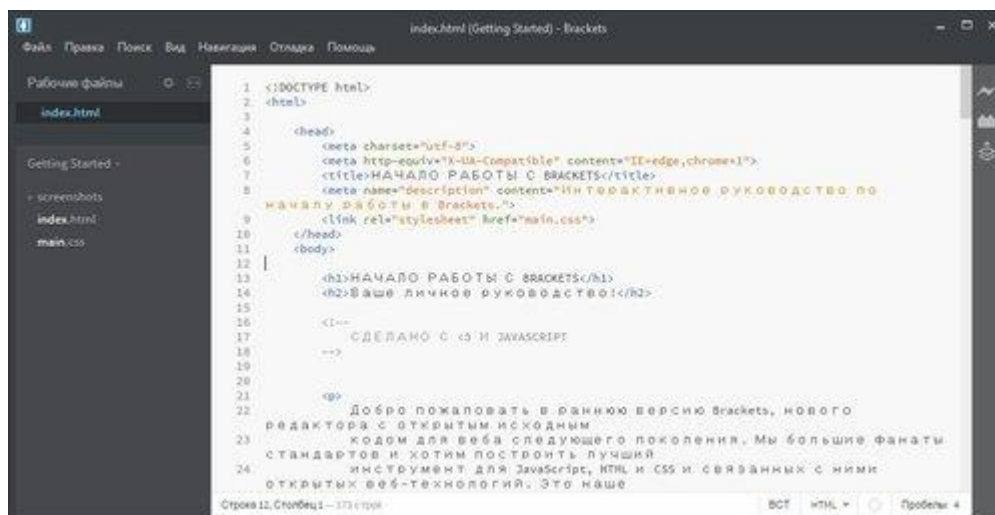 index.html (Getting Started) - Brackets
Файл Правка Поиск Вид Навигация Отладка Помощь
Рабочие файлы
index.html
Getting Started
screenshots
index.html
main.css
1 <!DOCTYPE html>
2 <html>
3
4 <head>
5 <meta charset="utf-8">
6 <meta http-equiv="X-UA-Compatible" content="IE=edge,chrome=1">
7 <title>НАЧАЛО РАБОТЫ С BRACKETS</title>
8 <meta name="description" content="Интерактивное руководство по
началу работы в Brackets.">
9 <link rel="stylesheet" href="main.css">
10 </head>
11 <body>
12
13 <h1>НАЧАЛО РАБОТЫ С BRACKETS</h1>
14 <h2>Ваше личное руководство!</h2>
15
16 <!--
17 СДЕЛАНО С <3 И JAVASCRIPT
18 -->
19
20
21 <p>
22 Добро пожаловать в раннюю версию Brackets, нового
редактора с открытым исходным
23 кодом для веба следующего поколения. Мы большие фанаты
стандартов и хотим построить лучший
24 инструмент для JavaScript, HTML и CSS и связанных с ними
открытых веб-технологий. Это наше
Строка 12, Столбец 1 — 173 строк
ВСТ HTML Пробелы: 4